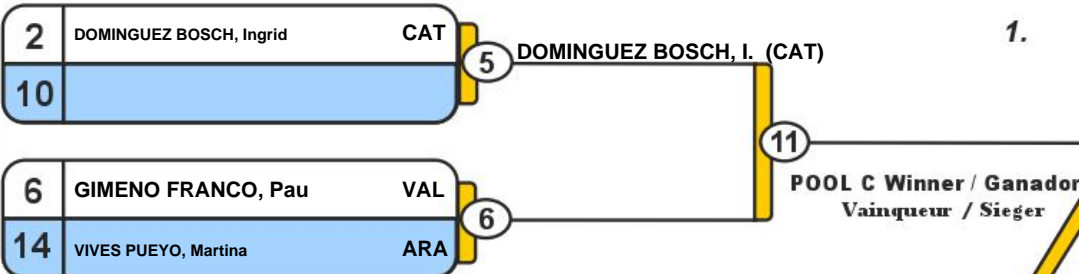 2 DOMINGUEZ BOSCH, Ingrid CAT
10
5 DOMINGUEZ BOSCH, I. (CAT)
1.
11
6 GIMENO FRANCO, Pau VAL
14 VIVES PUEYO, Martina ARA
6
POOL C Winner / Ganador
Vainqueur / Sieger